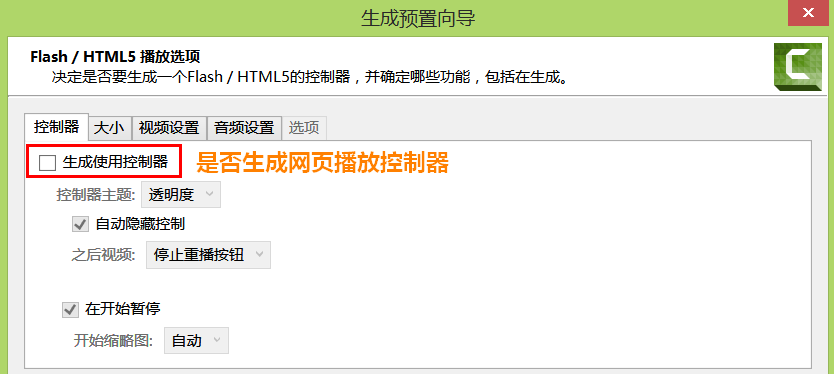 生成预置向导
Flash / HTML5 播放选项
决定是否要生成一个Flash / HTML5的控制器，并确定哪些功能，包括在生成。
控制器 大小 视频设置 音频设置 选项
生成使用控制器 是否生成网页播放控制器
控制器主题: 透明度
自动隐藏控制
之后视频: 停止重播按钮
在开始暂停
开始缩略图: 自动